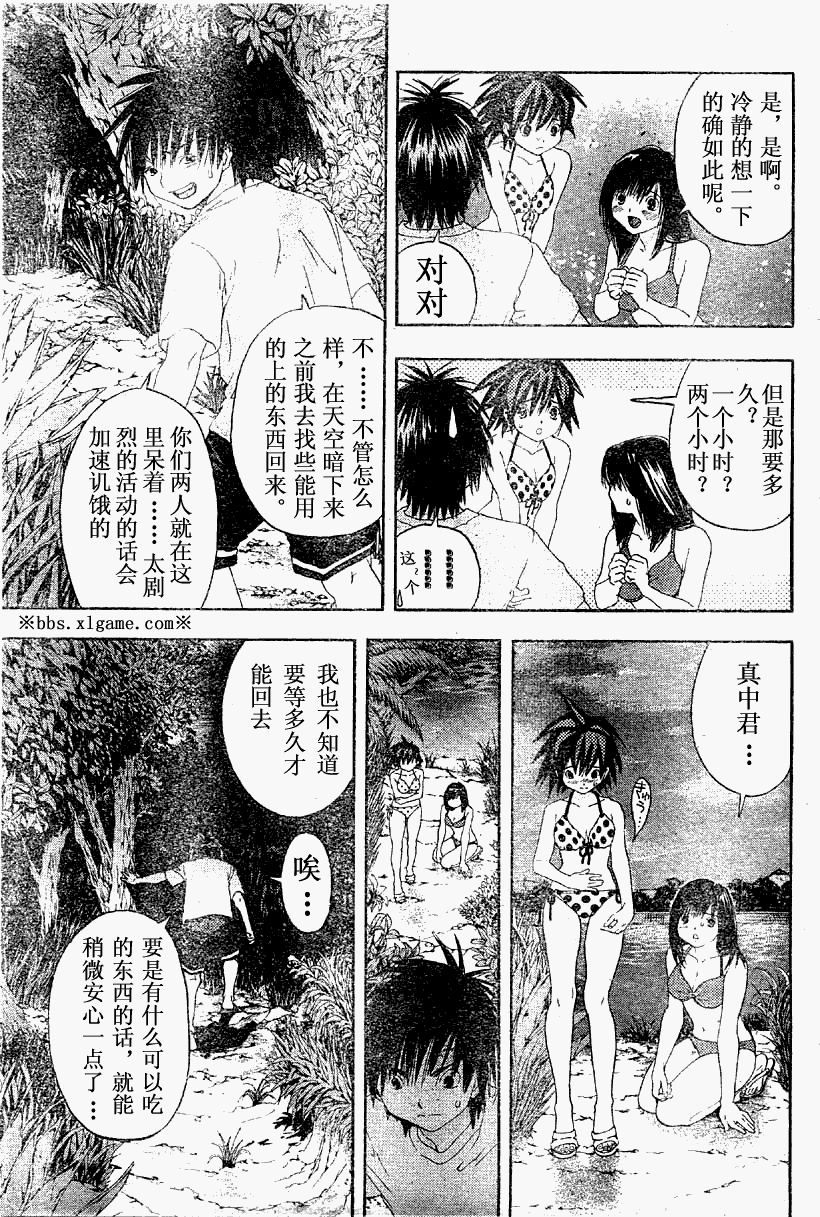 是，是啊。
冷静的想一下
的确如此呢。
对对
但是那要多
久？
一个小时？
两个小时？
这~个
不……不管怎么
样，在天空暗下来
之前我去找些能用
的上的东西回来。
你们两人就在这
里呆着……太剧
烈的活动的话会
加速讥饿的
※bbs.xlgame.com※
真中君…
我也不知道
要等多久才
能回去
唉…
要是有什么可以吃
的东西的话，就能
稍微安心一点了…